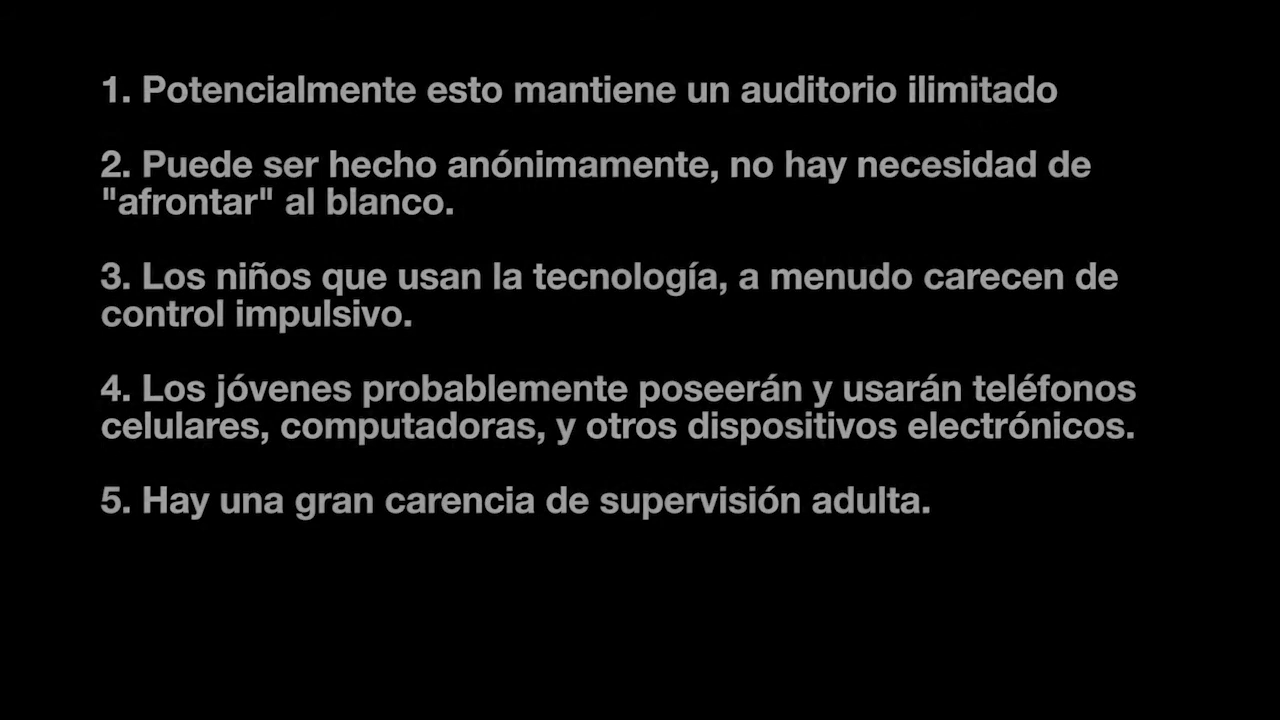 1. Potencialmente esto mantiene un auditorio ilimitado
2. Puede ser hecho anónimamente, no hay necesidad de
"afrontar" al blanco.
3. Los niños que usan la tecnología, a menudo carecen de
control impulsivo.
4. Los jóvenes probablemente poseerán y usarán teléfonos
celulares, computadoras, y otros dispositivos electrónicos.
5. Hay una gran carencia de supervisión adulta.